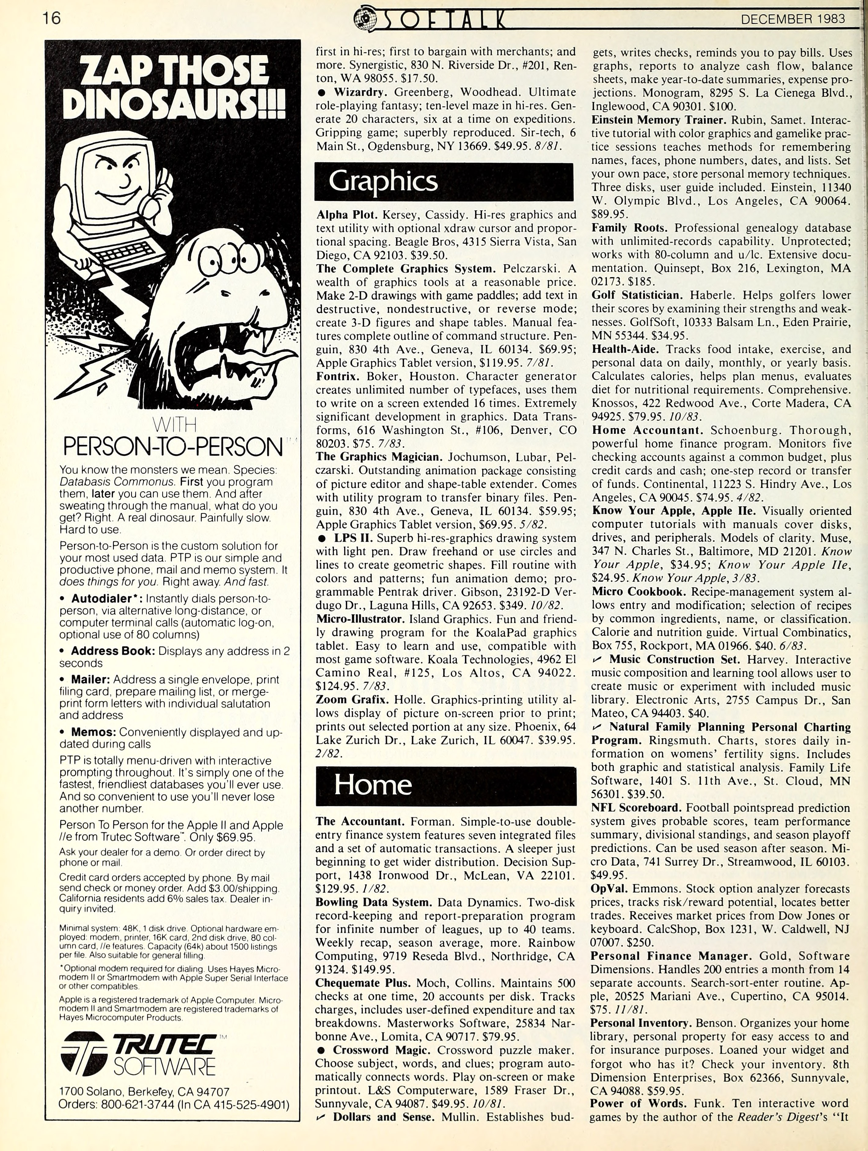 16
SOFTALK
DECEMBER 1983
ZAP THOSE
DINOSAURS!!!
WITH
PERSON-TO-PERSON™
You know the monsters we mean. Species:
Databasis Commonus. First you program
them, later you can use them. And after
sweating through the manual, what do you
get? Right. A real dinosaur. Painfully slow.
Hard to use.
Person-to-Person is the custom solution for
your most used data. PTP is our simple and
productive phone, mail and memo system. It
does things for you. Right away. And fast.
• Autodialer*: Instantly dials person-to-
person, via alternative long-distance, or
computer terminal calls (automatic log-on,
optional use of 80 columns)
• Address Book: Displays any address in 2
seconds
• Mailer: Address a single envelope, print
filing card, prepare mailing list, or merge-
print form letters with individual salutation
and address
• Memos: Conveniently displayed and up-
dated during calls
PTP is totally menu-driven with interactive
prompting throughout. It's simply one of the
fastest, friendliest databases you'll ever use.
And so convenient to use you'll never lose
another number.
Person To Person for the Apple II and Apple
//e from Trutec Software™. Only $69.95.
Ask your dealer for a demo. Or order direct by
phone or mail.
Credit card orders accepted by phone. By mail
send check or money order. Add $3.00/shipping.
California residents add 6% sales tax. Dealer in-
quiry invited.
Minimal system: 48K, 1 disk drive. Optional hardware em-
ployed: modem, printer, 16K card, 2nd disk drive, 80 col-
umn card, //e features. Capacity (64k) about 1500 listings
per file. Also suitable for general filling.
*Optional modem required for dialing. Uses Hayes Micro-
modem II or Smartmodem with Apple Super Serial Interface
or other compatibles.
Apple is a registered trademark of Apple Computer. Micro-
modem II and Smartmodem are registered trademarks of
Hayes Microcomputer Products.
TRUTEC™
SOFTWARE
1700 Solano, Berkeley, CA 94707
Orders: 800-621-3744 (In CA 415-525-4901)
first in hi-res; first to bargain with merchants; and
more. Synergistic, 830 N. Riverside Dr., #201, Ren-
ton, WA 98055. $17.50.
● Wizardry. Greenberg, Woodhead. Ultimate
role-playing fantasy; ten-level maze in hi-res. Gen-
erate 20 characters, six at a time on expeditions.
Gripping game; superbly reproduced. Sir-tech, 6
Main St., Ogdensburg, NY 13669. $49.95. 8/81.
Graphics
Alpha Plot. Kersey, Cassidy. Hi-res graphics and
text utility with optional xdraw cursor and propor-
tional spacing. Beagle Bros, 4315 Sierra Vista, San
Diego, CA 92103. $39.50.
The Complete Graphics System. Pelczarski. A
wealth of graphics tools at a reasonable price.
Make 2-D drawings with game paddles; add text in
destructive, nondestructive, or reverse mode;
create 3-D figures and shape tables. Manual fea-
tures complete outline of command structure. Pen-
guin, 830 4th Ave., Geneva, IL 60134. $69.95;
Apple Graphics Tablet version, $119.95. 7/81.
Fontrix. Boker, Houston. Character generator
creates unlimited number of typefaces, uses them
to write on a screen extended 16 times. Extremely
significant development in graphics. Data Trans-
forms, 616 Washington St., #106, Denver, CO
80203. $75. 7/83.
The Graphics Magician. Jochumson, Lubar, Pel-
czarski. Outstanding animation package consisting
of picture editor and shape-table extender. Comes
with utility program to transfer binary files. Pen-
guin, 830 4th Ave., Geneva, IL 60134. $59.95;
Apple Graphics Tablet version, $69.95. 5/82.
● LPS II. Superb hi-res-graphics drawing system
with light pen. Draw freehand or use circles and
lines to create geometric shapes. Fill routine with
colors and patterns; fun animation demo; pro-
grammable Pentrak driver. Gibson, 23192-D Ver-
dugo Dr., Laguna Hills, CA 92653. $349. 10/82.
Micro-Illustrator. Island Graphics. Fun and friend-
ly drawing program for the KoalaPad graphics
tablet. Easy to learn and use, compatible with
most game software. Koala Technologies, 4962 El
Camino Real, #125, Los Altos, CA 94022.
$124.95. 7/83.
Zoom Grafix. Holle. Graphics-printing utility al-
lows display of picture on-screen prior to print;
prints out selected portion at any size. Phoenix, 64
Lake Zurich Dr., Lake Zurich, IL 60047. $39.95.
2/82.
Home
The Accountant. Forman. Simple-to-use double-
entry finance system features seven integrated files
and a set of automatic transactions. A sleeper just
beginning to get wider distribution. Decision Sup-
port, 1438 Ironwood Dr., McLean, VA 22101.
$129.95. 1/82.
Bowling Data System. Data Dynamics. Two-disk
record-keeping and report-preparation program
for infinite number of leagues, up to 40 teams.
Weekly recap, season average, more. Rainbow
Computing, 9719 Reseda Blvd., Northridge, CA
91324. $149.95.
Chequemate Plus. Moch, Collins. Maintains 500
checks at one time, 20 accounts per disk. Tracks
charges, includes user-defined expenditure and tax
breakdowns. Masterworks Software, 25834 Nar-
bonne Ave., Lomita, CA 90717. $79.95.
● Crossword Magic. Crossword puzzle maker.
Choose subject, words, and clues; program auto-
matically connects words. Play on-screen or make
printout. L&S Computerware, 1589 Fraser Dr.,
Sunnyvale, CA 94087. $49.95. 10/81.
✓ Dollars and Sense. Mullin. Establishes bud-
gets, writes checks, reminds you to pay bills. Uses
graphs, reports to analyze cash flow, balance
sheets, make year-to-date summaries, expense pro-
jections. Monogram, 8295 S. La Cienega Blvd.,
Inglewood, CA 90301. $100.
Einstein Memory Trainer. Rubin, Samet. Interac-
tive tutorial with color graphics and gamelike prac-
tice sessions teaches methods for remembering
names, faces, phone numbers, dates, and lists. Set
your own pace, store personal memory techniques.
Three disks, user guide included. Einstein, 11340
W. Olympic Blvd., Los Angeles, CA 90064.
$89.95.
Family Roots. Professional genealogy database
with unlimited-records capability. Unprotected;
works with 80-column and u/lc. Extensive docu-
mentation. Quinsept, Box 216, Lexington, MA
02173. $185.
Golf Statistician. Haberle. Helps golfers lower
their scores by examining their strengths and weak-
nesses. GolfSoft, 10333 Balsam Ln., Eden Prairie,
MN 55344. $34.95.
Health-Aide. Tracks food intake, exercise, and
personal data on daily, monthly, or yearly basis.
Calculates calories, helps plan menus, evaluates
diet for nutritional requirements. Comprehensive.
Knossos, 422 Redwood Ave., Corte Madera, CA
94925. $79.95. 10/83.
Home Accountant. Schoenburg. Thorough,
powerful home finance program. Monitors five
checking accounts against a common budget, plus
credit cards and cash; one-step record or transfer
of funds. Continental, 11223 S. Hindry Ave., Los
Angeles, CA 90045. $74.95. 4/82.
Know Your Apple, Apple IIe. Visually oriented
computer tutorials with manuals cover disks,
drives, and peripherals. Models of clarity. Muse,
347 N. Charles St., Baltimore, MD 21201. Know
Your Apple, $34.95; Know Your Apple IIe,
$24.95. Know Your Apple, 3/83.
Micro Cookbook. Recipe-management system al-
lows entry and modification; selection of recipes
by common ingredients, name, or classification.
Calorie and nutrition guide. Virtual Combinatics,
Box 755, Rockport, MA 01966. $40. 6/83.
✓ Music Construction Set. Harvey. Interactive
music composition and learning tool allows user to
create music or experiment with included music
library. Electronic Arts, 2755 Campus Dr., San
Mateo, CA 94403. $40.
✓ Natural Family Planning Personal Charting
Program. Ringsmuth. Charts, stores daily in-
formation on womens' fertility signs. Includes
both graphic and statistical analysis. Family Life
Software, 1401 S. 11th Ave., St. Cloud, MN
56301. $39.50.
NFL Scoreboard. Football pointspread prediction
system gives probable scores, team performance
summary, divisional standings, and season playoff
predictions. Can be used season after season. Mi-
cro Data, 741 Surrey Dr., Streamwood, IL 60103.
$49.95.
OpVal. Emmons. Stock option analyzer forecasts
prices, tracks risk/reward potential, locates better
trades. Receives market prices from Dow Jones or
keyboard. CalcShop, Box 1231, W. Caldwell, NJ
07007. $250.
Personal Finance Manager. Gold, Software
Dimensions. Handles 200 entries a month from 14
separate accounts. Search-sort-enter routine. Ap-
ple, 20525 Mariani Ave., Cupertino, CA 95014.
$75. 11/81.
Personal Inventory. Benson. Organizes your home
library, personal property for easy access to and
for insurance purposes. Loaned your widget and
forgot who has it? Check your inventory. 8th
Dimension Enterprises, Box 62366, Sunnyvale,
CA 94088. $59.95.
Power of Words. Funk. Ten interactive word
games by the author of the Reader's Digest's "It